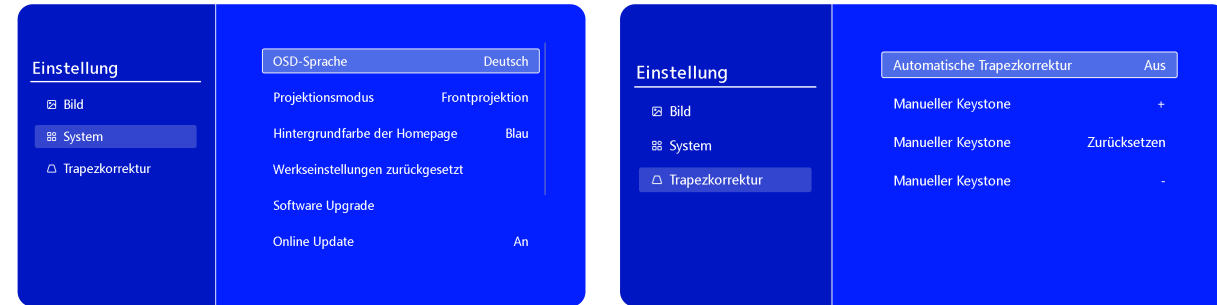 Einstellung
Bild
System
Trapezkorrektur
OSD-Sprache Deutsch
Projektionsmodus Frontprojektion
Hintergrundfarbe der Homepage Blau
Werkseinstellungen zurückgesetzt
Software Upgrade
Online Update An
Einstellung
Bild
System
Trapezkorrektur
Automatische Trapezkorrektur Aus
Manueller Keystone +
Manueller Keystone Zurücksetzen
Manueller Keystone -